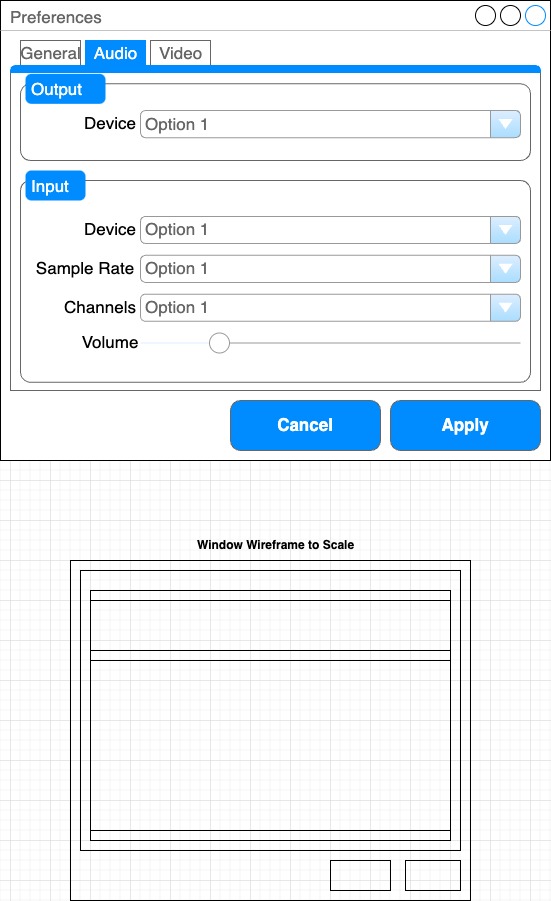 Preferences
General Audio Video
Output
Device Option 1
Input
Device Option 1
Sample Rate Option 1
Channels Option 1
Volume
Cancel Apply
Window Wireframe to Scale